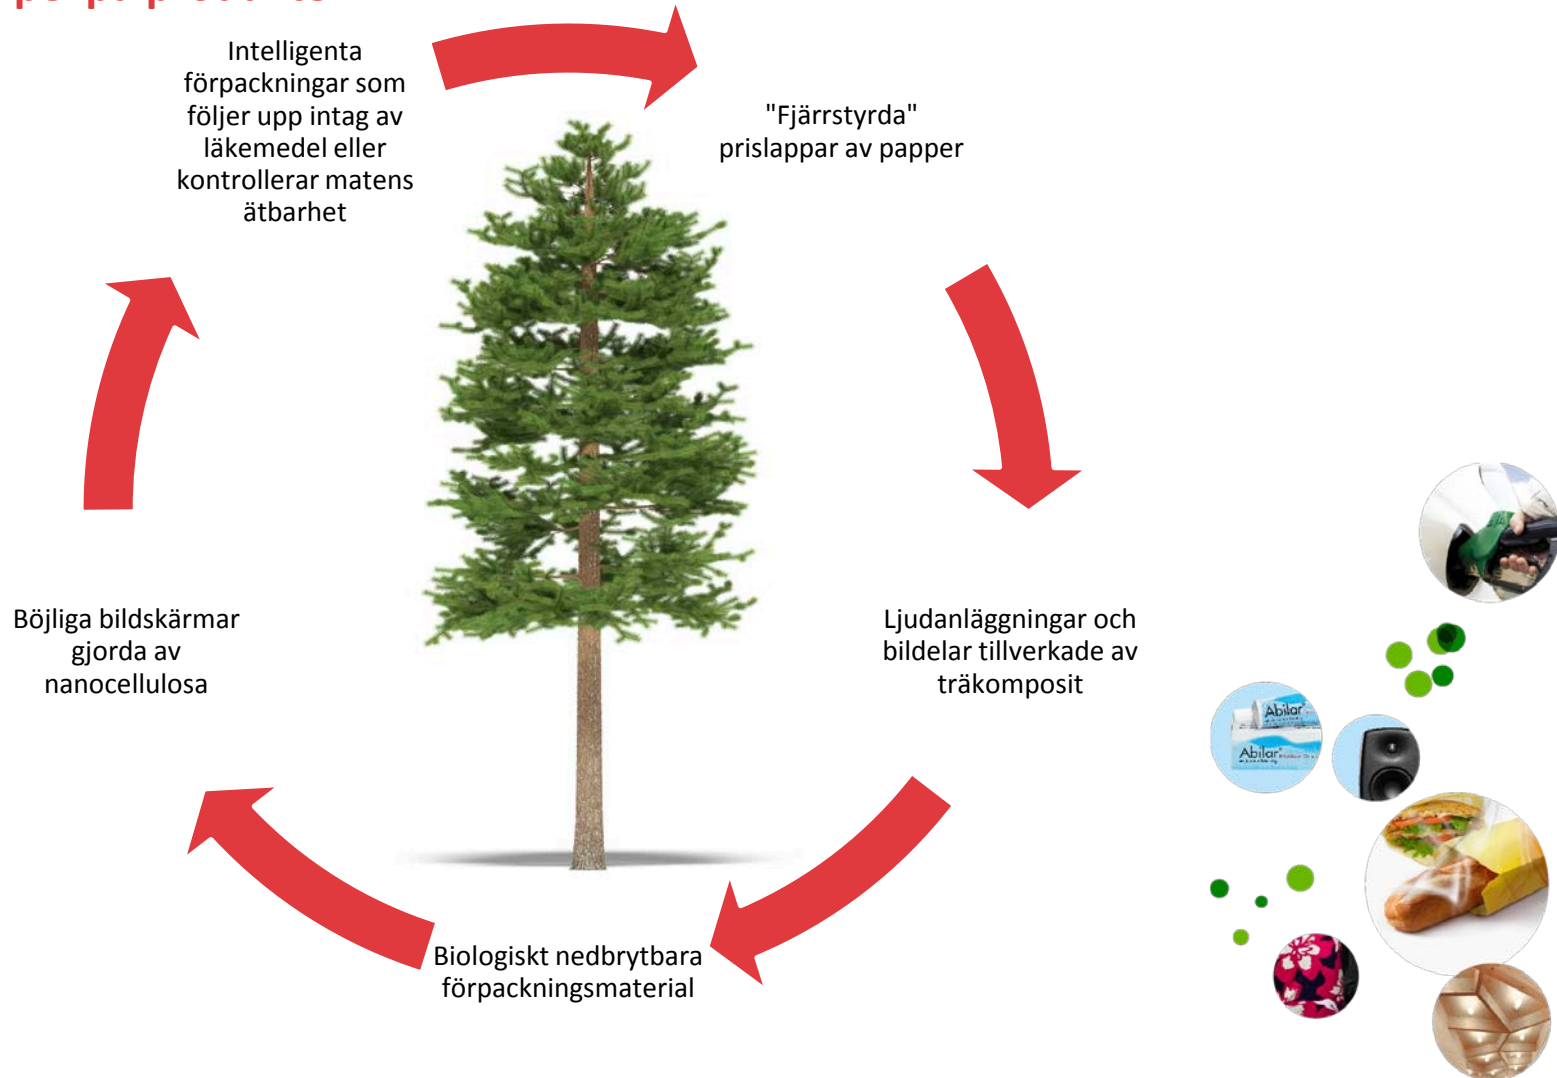 Intelligenta
förpackningar som
följer upp intag av
läkemedel eller
kontrollerar matens
ätbarhet
"Fjärrstyrda"
prislappar av papper
Ljudanläggningar och
bildelar tillverkade av
träkomposit
Biologiskt nedbrytbara
förpackningsmaterial
Böjliga bildskärmar
gjorda av
nanocellulosa
Abilar
Abilar